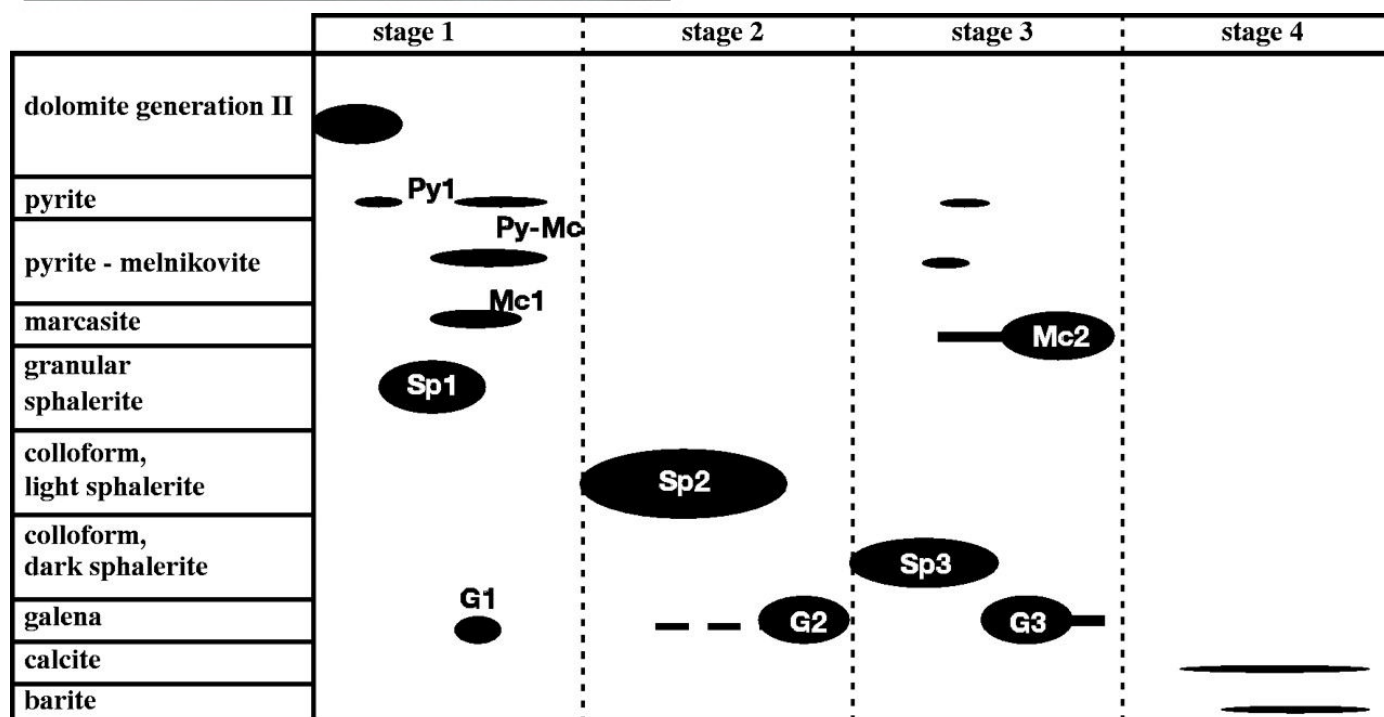 stage 1 stage 2 stage 3 stage 4
dolomite generation II
pyrite Py1
Py-Mc
pyrite - melnikovite
Mc1
marcasite Mc2
granular
sphalerite Sp1
colloform,
light sphalerite Sp2
colloform,
dark sphalerite Sp3
G1
galena G2 G3
calcite
barite